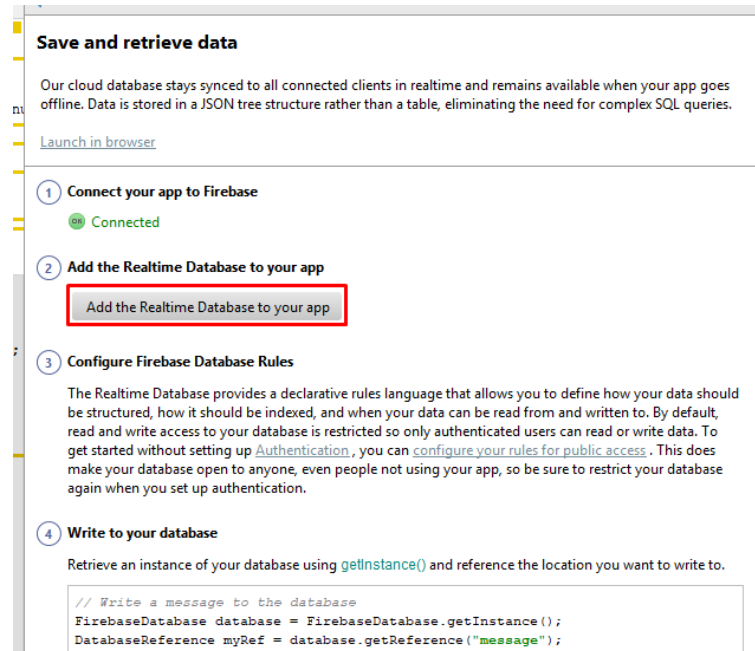 Save and retrieve data
Our cloud database stays synced to all connected clients in realtime and remains available when your app goes
offline. Data is stored in a JSON tree structure rather than a table, eliminating the need for complex SQL queries.
Launch in browser
1 Connect your app to Firebase
OK Connected
2 Add the Realtime Database to your app
Add the Realtime Database to your app
;
3 Configure Firebase Database Rules
The Realtime Database provides a declarative rules language that allows you to define how your data should
be structured, how it should be indexed, and when your data can be read from and written to. By default,
read and write access to your database is restricted so only authenticated users can read or write data. To
get started without setting up Authentication , you can configure your rules for public access . This does
make your database open to anyone, even people not using your app, so be sure to restrict your database
again when you set up authentication.
4 Write to your database
Retrieve an instance of your database using getInstance() and reference the location you want to write to.
// Write a message to the database
FirebaseDatabase database = FirebaseDatabase.getInstance();
DatabaseReference myRef = database.getReference("message");